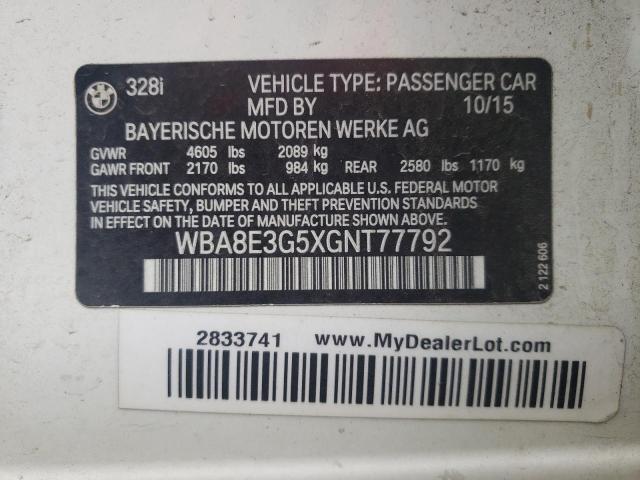 BMW 328i VEHICLE TYPE: PASSENGER CAR
MFD BY 10/15
BAYERISCHE MOTOREN WERKE AG
GVWR 4605 lbs 2089 kg
GAWR FRONT 2170 lbs 984 kg REAR 2580 lbs 1170 kg
THIS VEHICLE CONFORMS TO ALL APPLICABLE U.S. FEDERAL MOTOR
VEHICLE SAFETY, BUMPER AND THEFT PREVENTION STANDARDS
IN EFFECT ON THE DATE OF MANUFACTURE SHOWN ABOVE.
WBA8E3G5XGNT77792
2 122 606
2833741 www.MyDealerLot.com